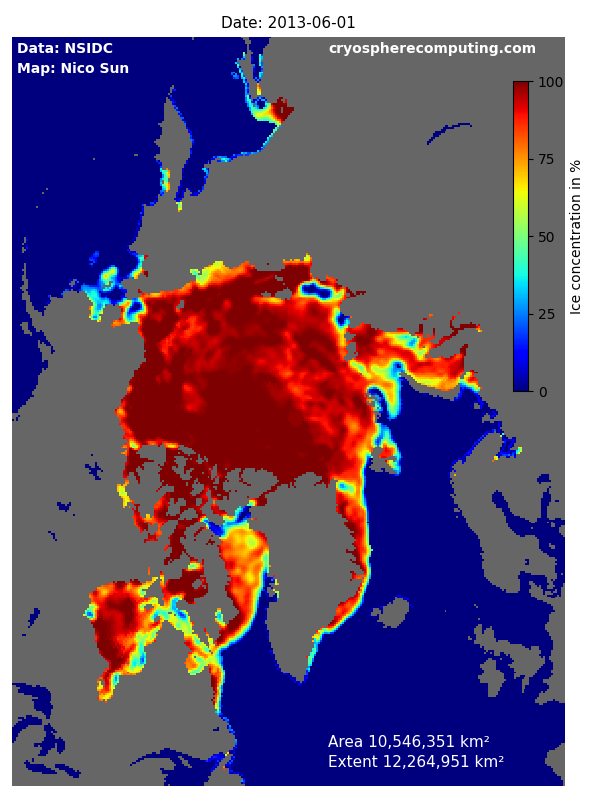 Date: 2013-06-01
Data: NSIDC
Map: Nico Sun
cryospherecomputing.com
100
75
50
25
0
Ice concentration in %
Area 10,546,351 km²
Extent 12,264,951 km²